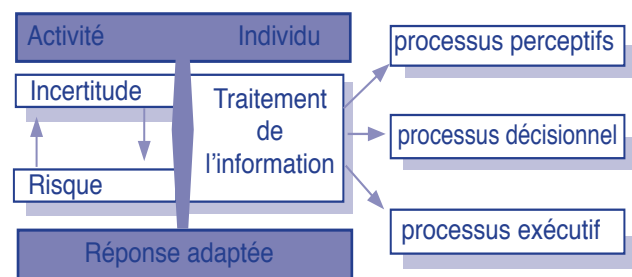 Activité Individu
Incertitude
Risque
Traitement
de
l'information
Réponse adaptée
processus perceptifs
processus décisionnel
processus exécutif